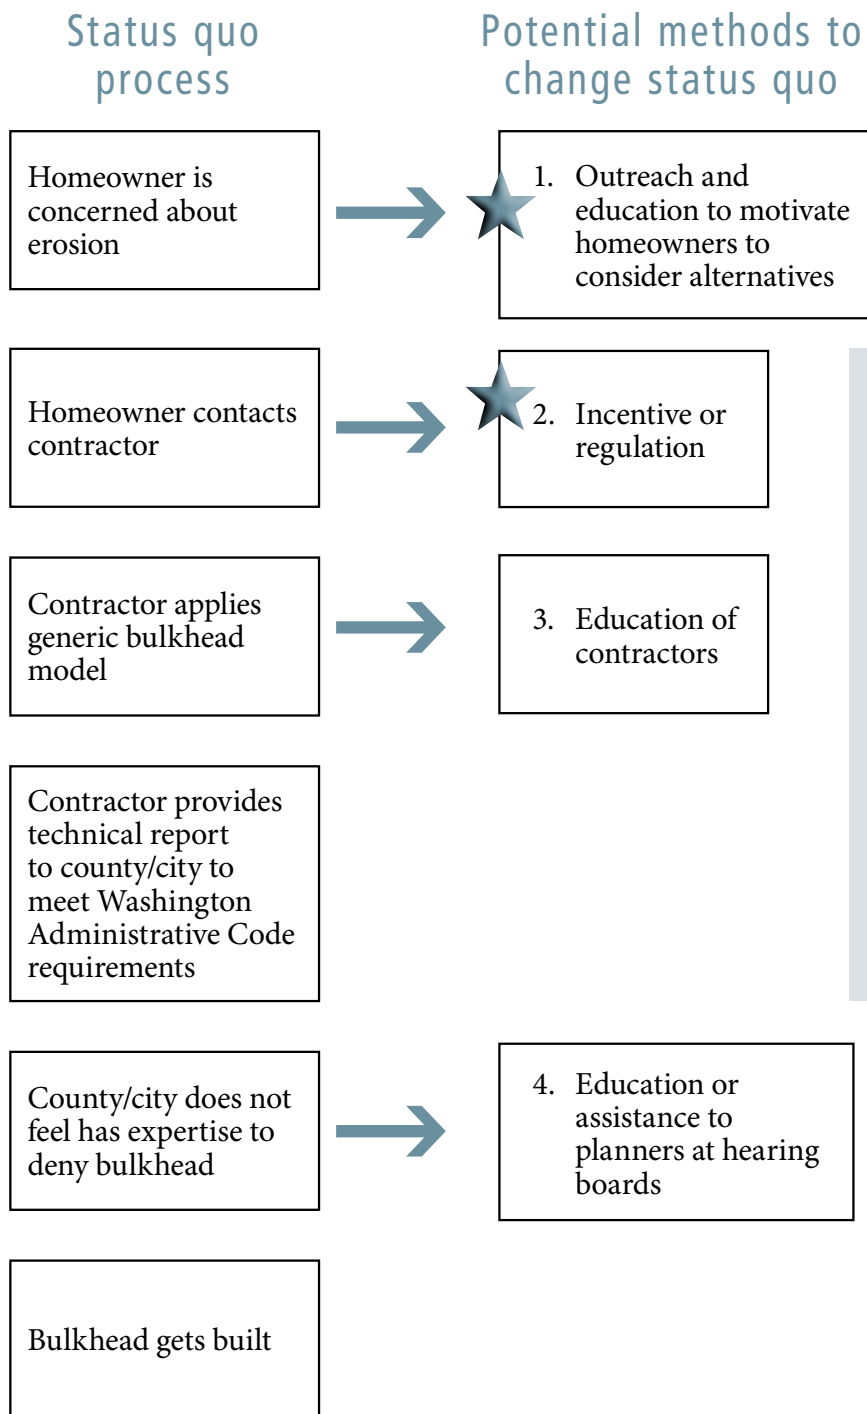 Status quo
process
Potential methods to
change status quo
Homeowner is
concerned about
erosion
1. Outreach and
education to motivate
homeowners to
consider alternatives
Homeowner contacts
contractor
2. Incentive or
regulation
Contractor applies
generic bulkhead
model
3. Education of
contractors
Contractor provides
technical report
to county/city to
meet Washington
Administrative Code
requirements
County/city does not
feel has expertise to
deny bulkhead
4. Education or
assistance to
planners at hearing
boards
Bulkhead gets built